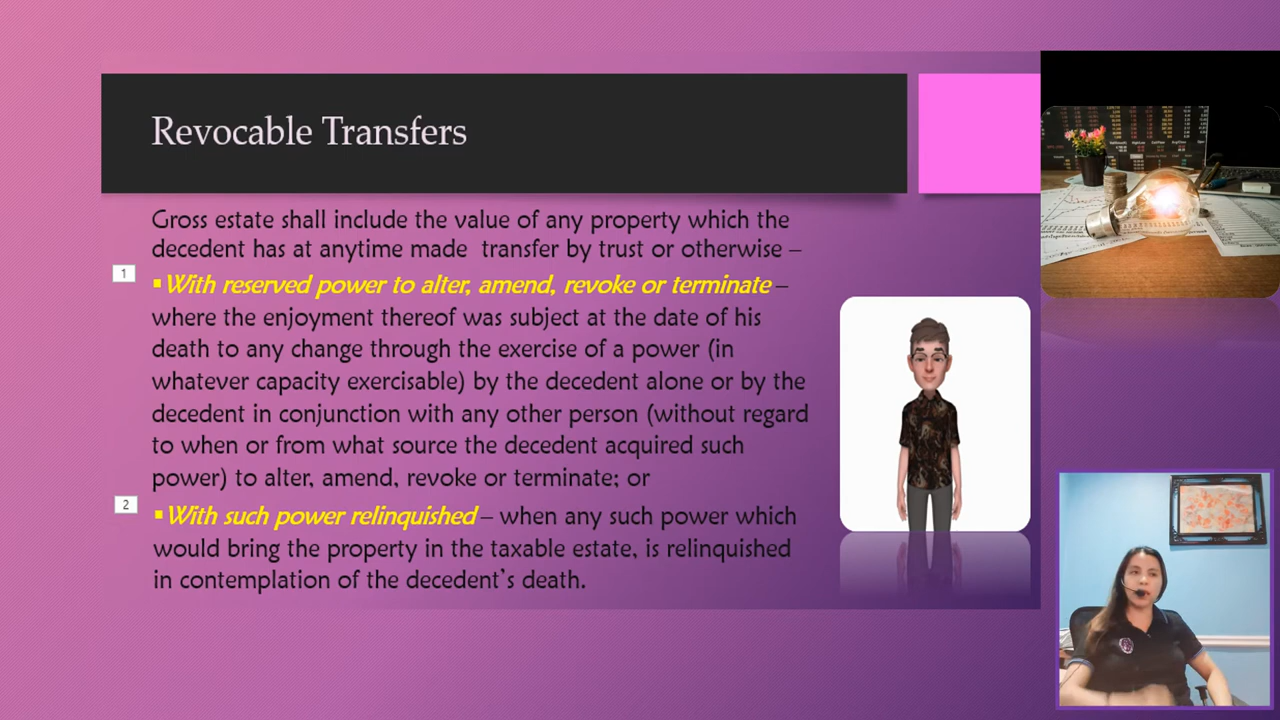 Revocable Transfers
Gross estate shall include the value of any property which the
decedent has at anytime made transfer by trust or otherwise –
1
▪With reserved power to alter, amend, revoke or terminate –
where the enjoyment thereof was subject at the date of his
death to any change through the exercise of a power (in
whatever capacity exercisable) by the decedent alone or by the
decedent in conjunction with any other person (without regard
to when or from what source the decedent acquired such
power) to alter, amend, revoke or terminate; or
2
▪With such power relinquished – when any such power which
would bring the property in the taxable estate, is relinquished
in contemplation of the decedent's death.